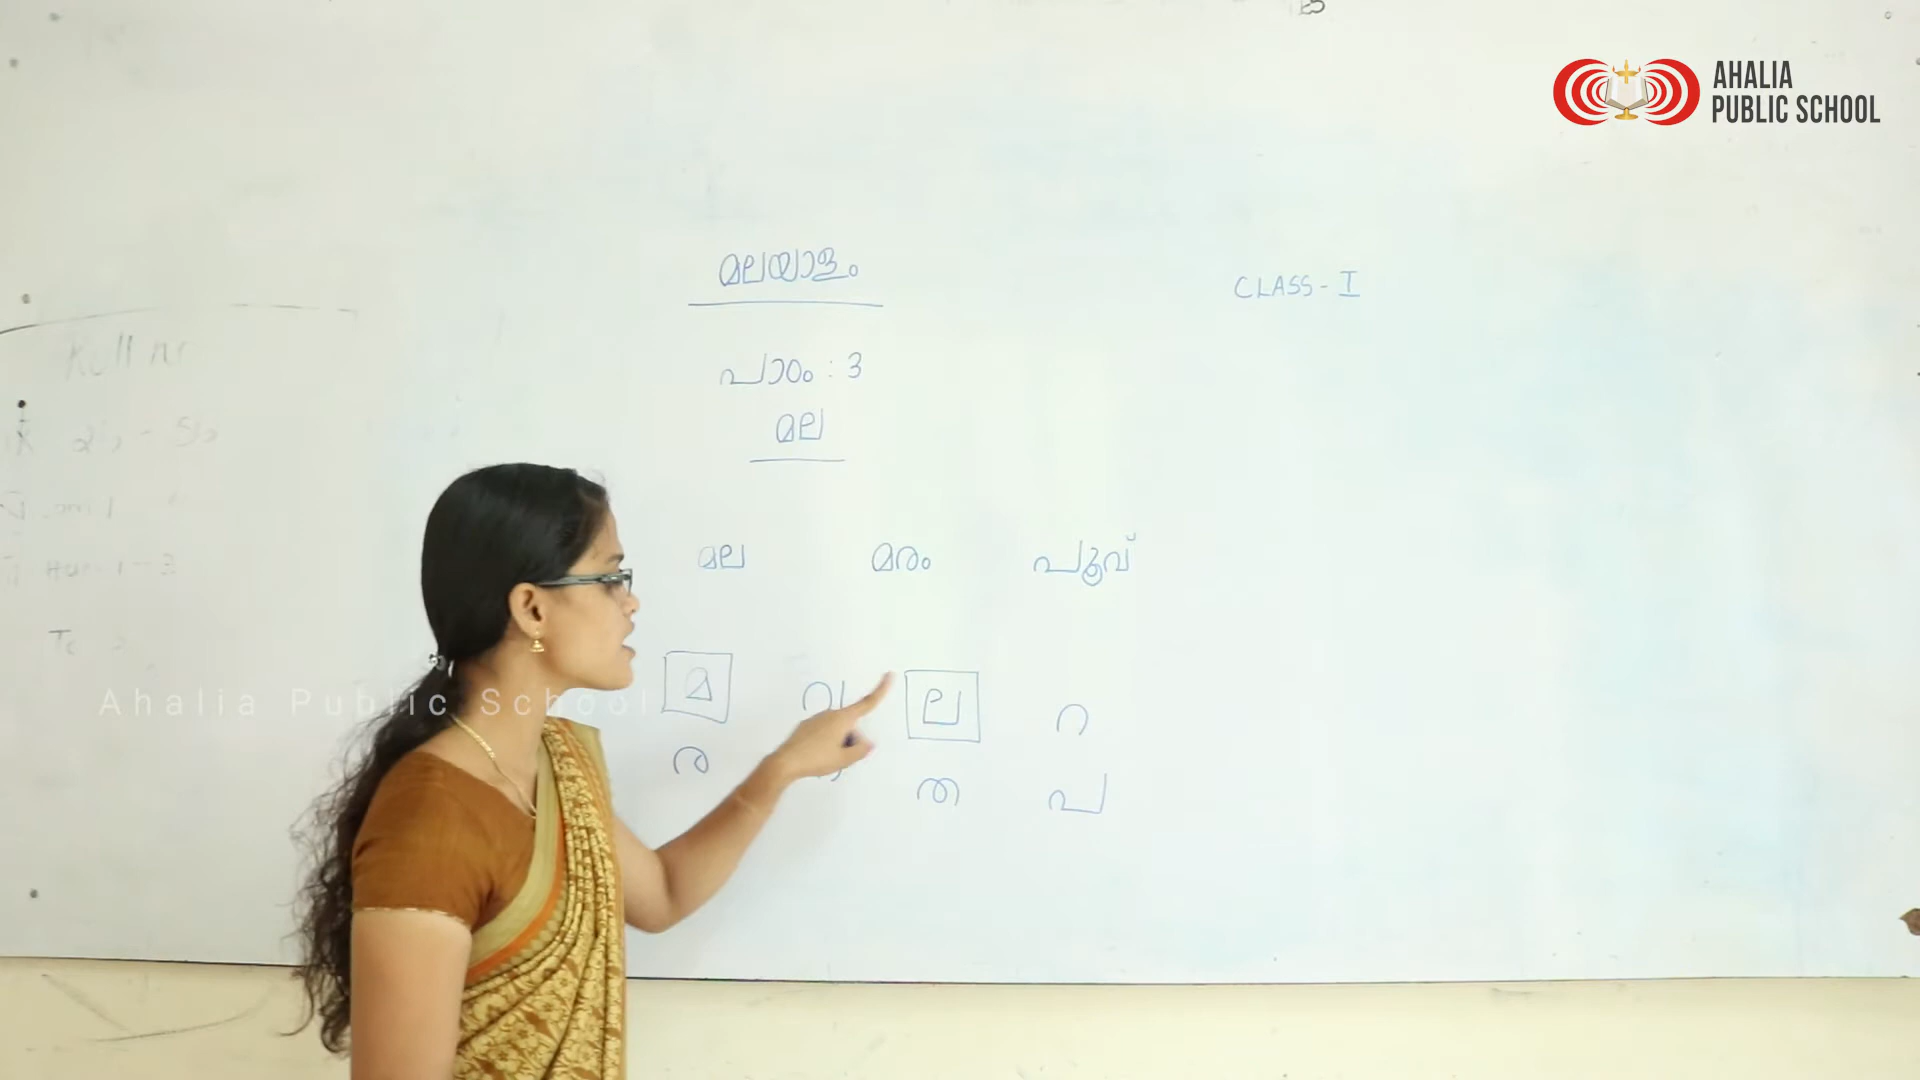 AHALIA
PUBLIC SCHOOL
മലയാളം
CLASS - I
പാഠം : 3
മല
മല മരം പൂവ്
മ വ ല റ
ര ത പ
Ahalia Public School